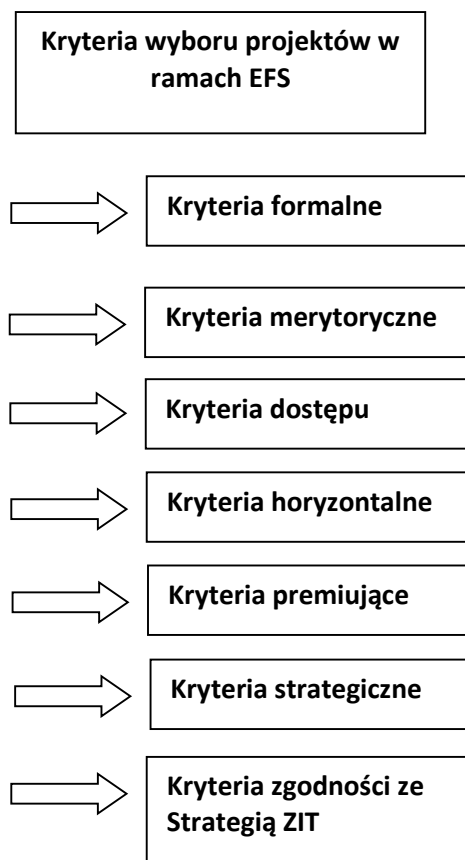 Kryteria wyboru projektów w
ramach EFS
Kryteria formalne
Kryteria merytoryczne
Kryteria dostępu
Kryteria horyzontalne
Kryteria premiujące
Kryteria strategiczne
Kryteria zgodności ze
Strategią ZIT